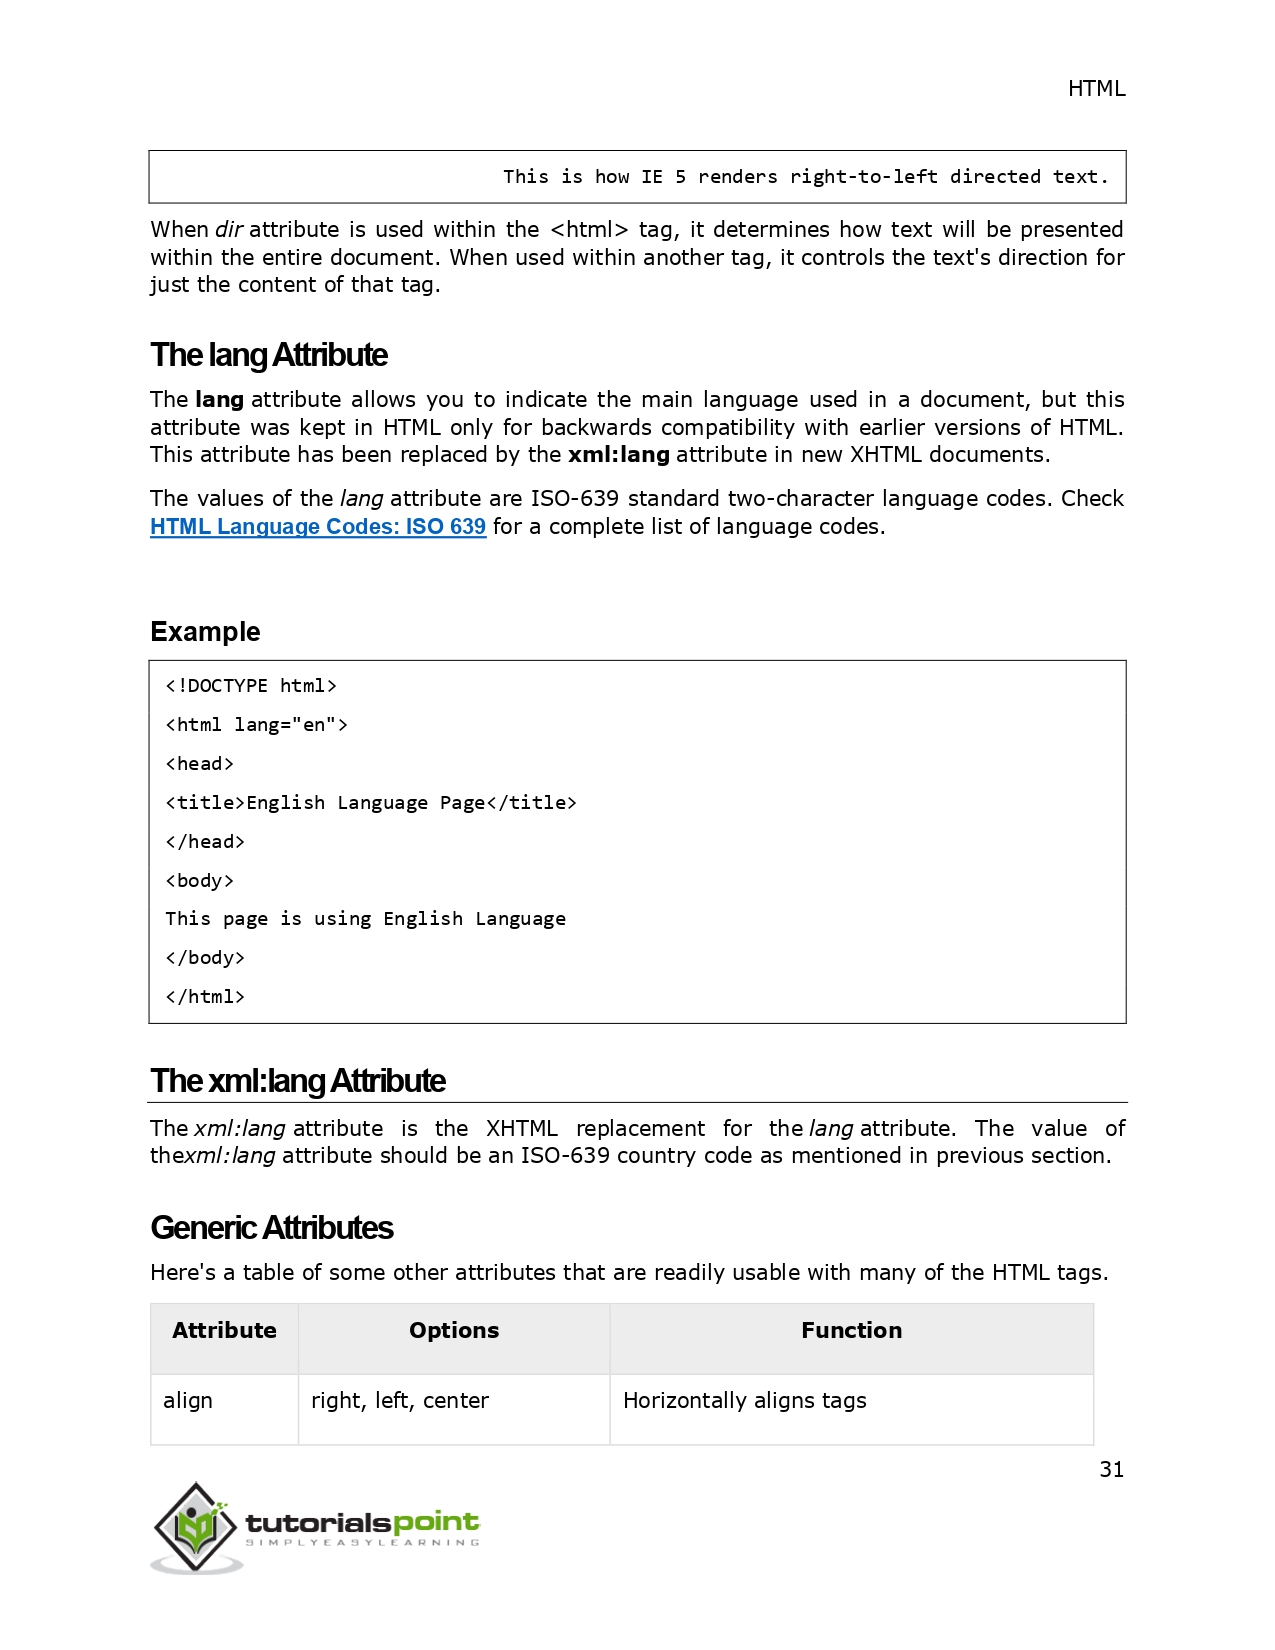 HTML
This is how IE 5 renders right-to-left directed text.
When dir attribute is used within the <html> tag, it determines how text will be presented
within the entire document. When used within another tag, it controls the text's direction for
just the content of that tag.
The lang Attribute
The lang attribute allows you to indicate the main language used in a document, but this
attribute was kept in HTML only for backwards compatibility with earlier versions of HTML.
This attribute has been replaced by the xml:lang attribute in new XHTML documents.
The values of the lang attribute are ISO-639 standard two-character language codes. Check
HTML Language Codes: ISO 639 for a complete list of language codes.
Example
<!DOCTYPE html>
<html lang="en">
<head>
<title>English Language Page</title>
</head>
<body>
This page is using English Language
</body>
</html>
The xml:lang Attribute
The xml:lang attribute is the XHTML replacement for the lang attribute. The value of
thexml:lang attribute should be an ISO-639 country code as mentioned in previous section.
Generic Attributes
Here's a table of some other attributes that are readily usable with many of the HTML tags.
Attribute Options Function
align right, left, center Horizontally aligns tags
31
tutorialspoint
SIMPLYEASYLEARNING